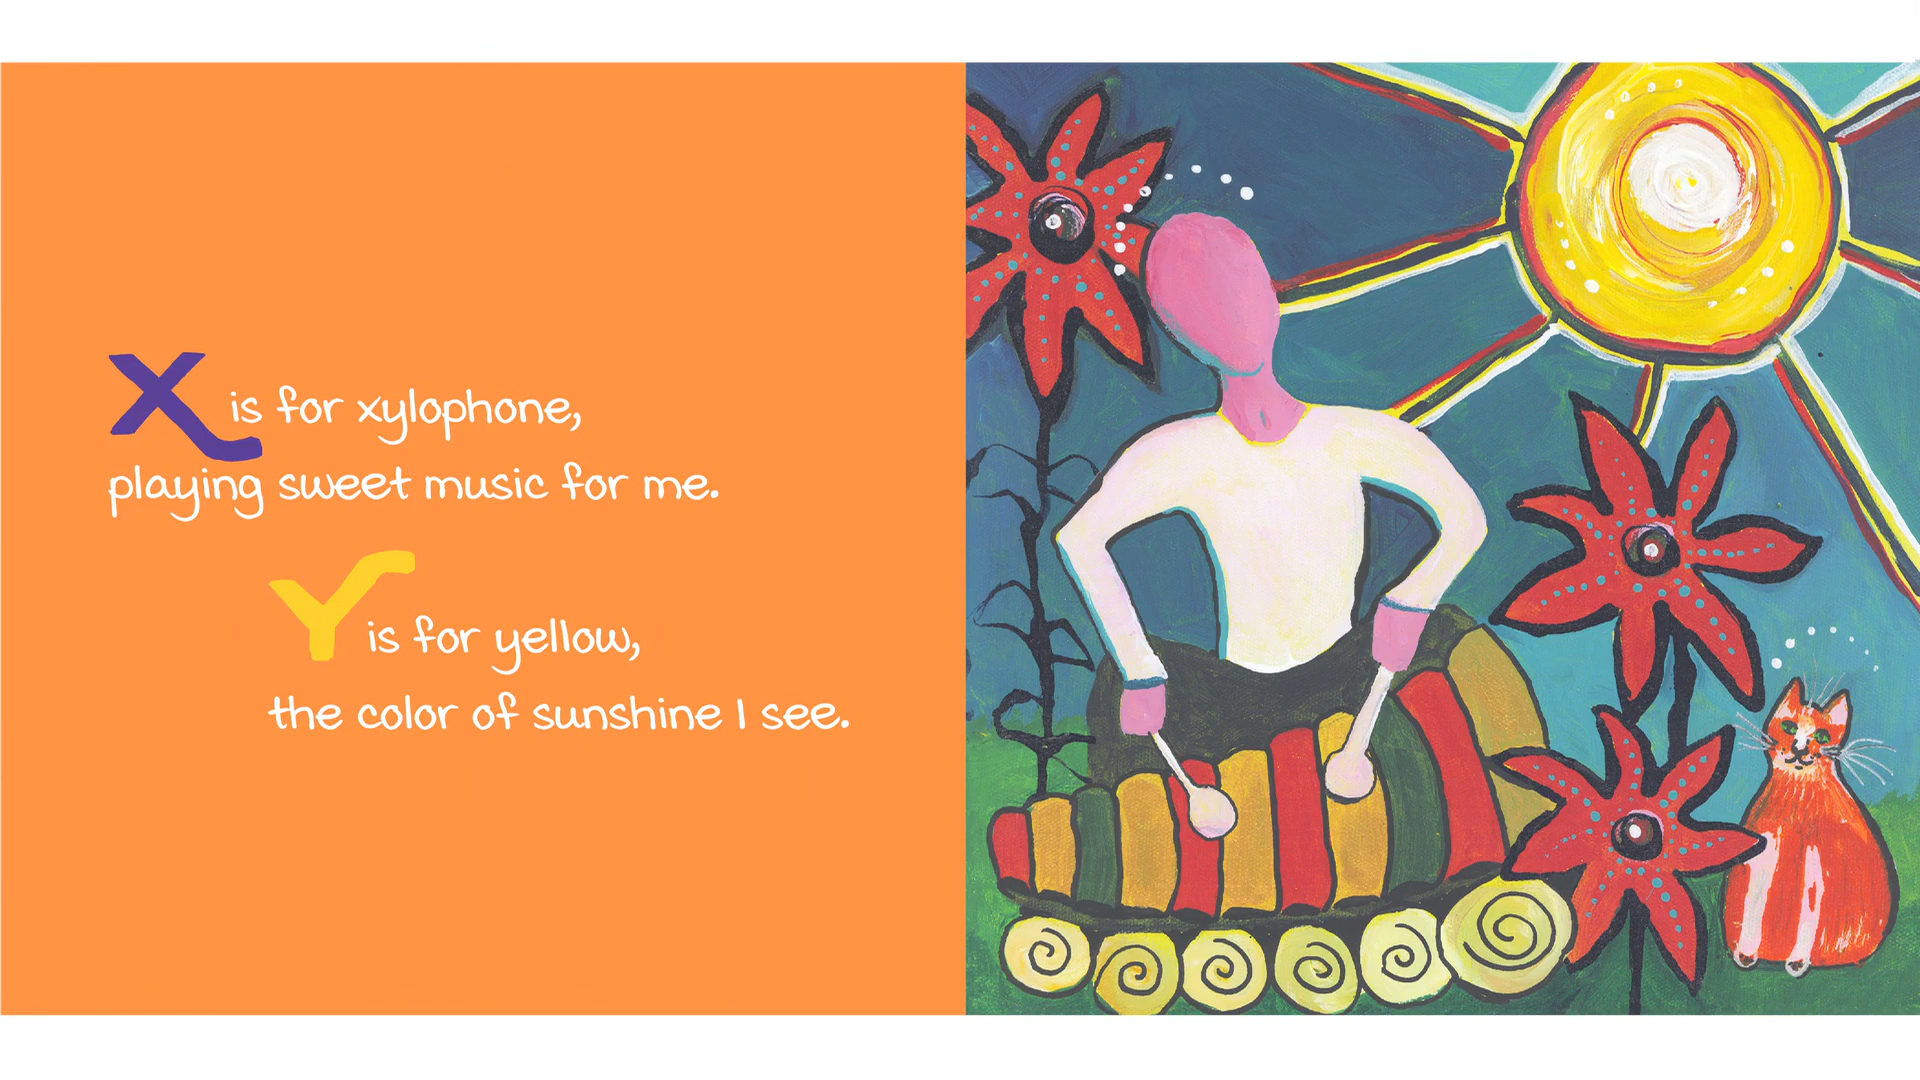 X is for xylophone,
playing sweet music for me.
Y is for yellow,
the color of sunshine I see.